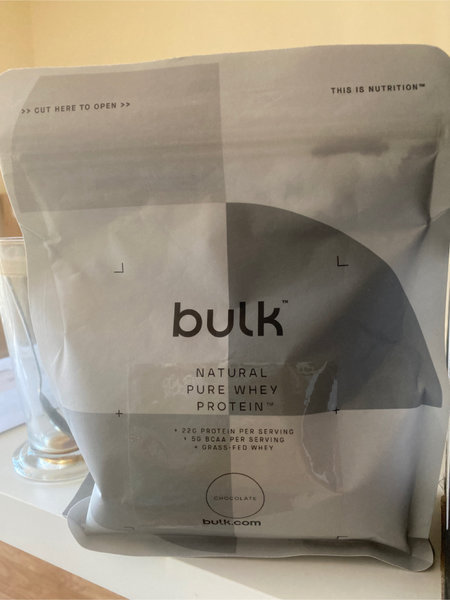 >> CUT HERE TO OPEN >>
THIS IS NUTRITION™
bulk™
NATURAL
PURE WHEY
PROTEIN™
+ 22G PROTEIN PER SERVING
+ 5G BCAA PER SERVING
+ GRASS-FED WHEY
CHOCOLATE
bulk.com